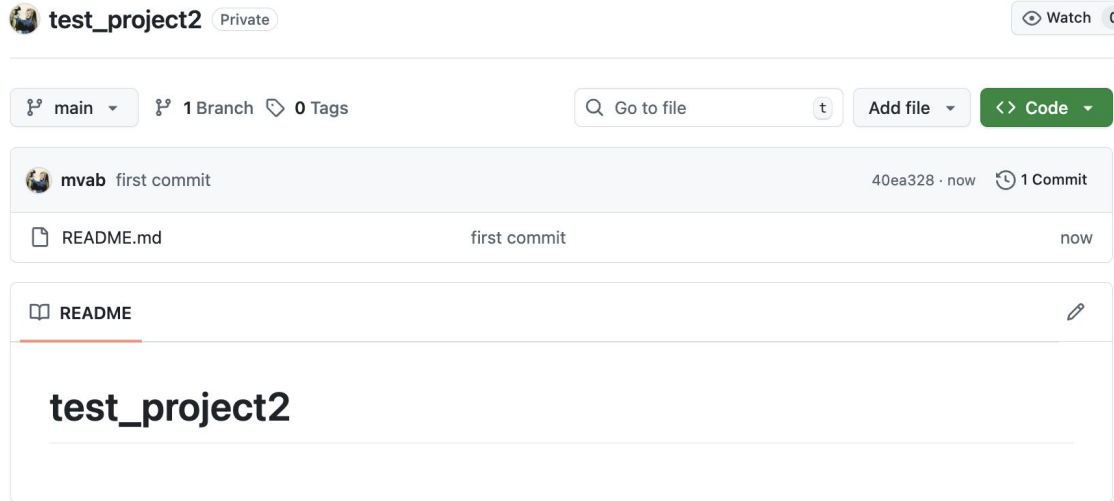 test_project2 Private Watch
main 1 Branch 0 Tags Go to file t Add file <> Code
mvab first commit 40ea328 · now 1 Commit
README.md first commit now
README
test_project2